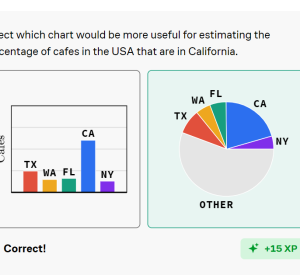 ect which chart would be more useful for estimating the
centage of cafes in the USA that are in California.
Cafes
TX WA FL CA NY
TX WA FL CA NY
OTHER
Correct!
+15 XP